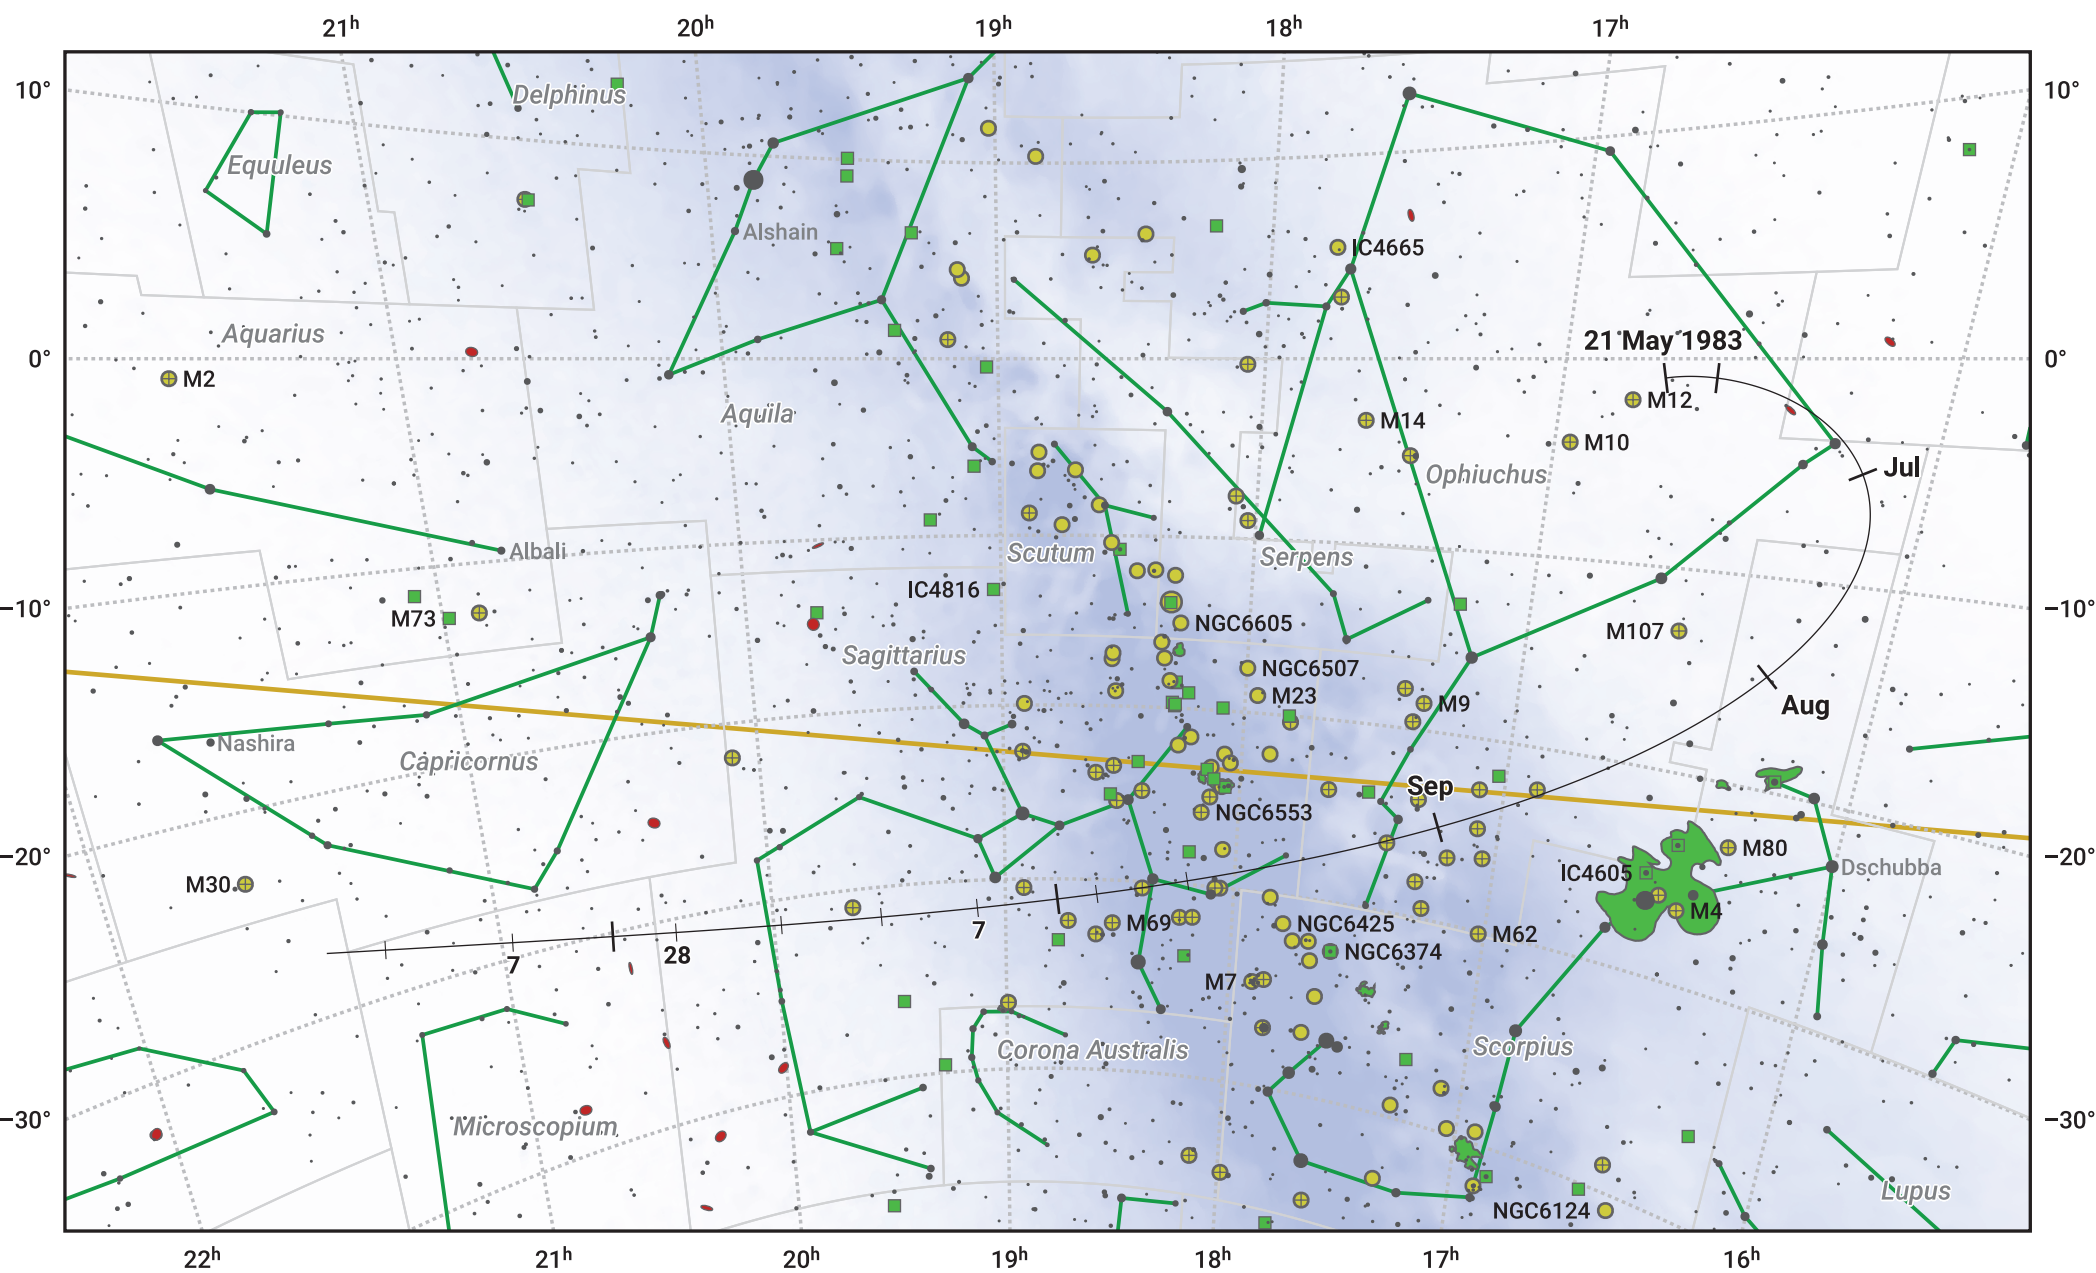 21h 20h 19h 18h 17h
10° 10°
Delphinus
Equuleus
Alshain
IC4665
Aquarius
21 May 1983
0° 0°
M2
M12
Aquila
M14
M10
Ophiuchus
Jul
Albali
Scutum
Serpens
IC4816
−10° −10°
M73
NGC6605
M107
Sagittarius
NGC6507
M23
M9
Aug
Nashira
Capricornus
Sep
NGC6553
M80
−20° −20°
IC4605
Dschubba
M30
M4
M69
NGC6425
7
M62
28
NGC6374
7
M7
Corona Australis
Scorpius
−30° −30°
Microscopium
Lupus
NGC6124
22h 21h 20h 19h 18h 17h 16h